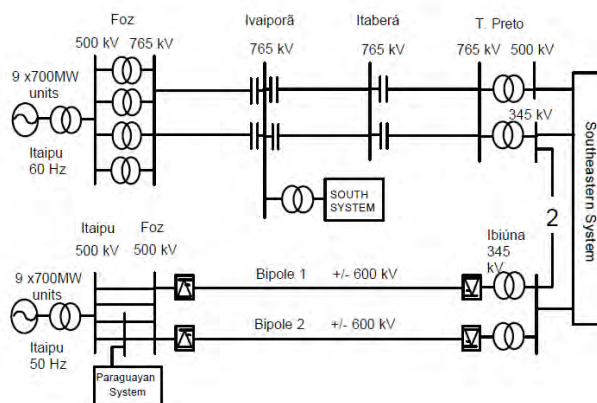 Foz
500 kV
765 kV
Ivaiporã
765 kV
Itaberá
765 kV
T. Preto
765 kV
500 kV
9 x700MW
units
Itaipu
60 Hz
345 kV
SOUTH
SYSTEM
Southeastern System
2
Itaipu
500 kV
Foz
500 kV
Ibiúna
345
kV
9 x700MW
units
Itaipu
50 Hz
Bipole 1
+/- 600 kV
Bipole 2
+/- 600 kV
Paraguayan
System